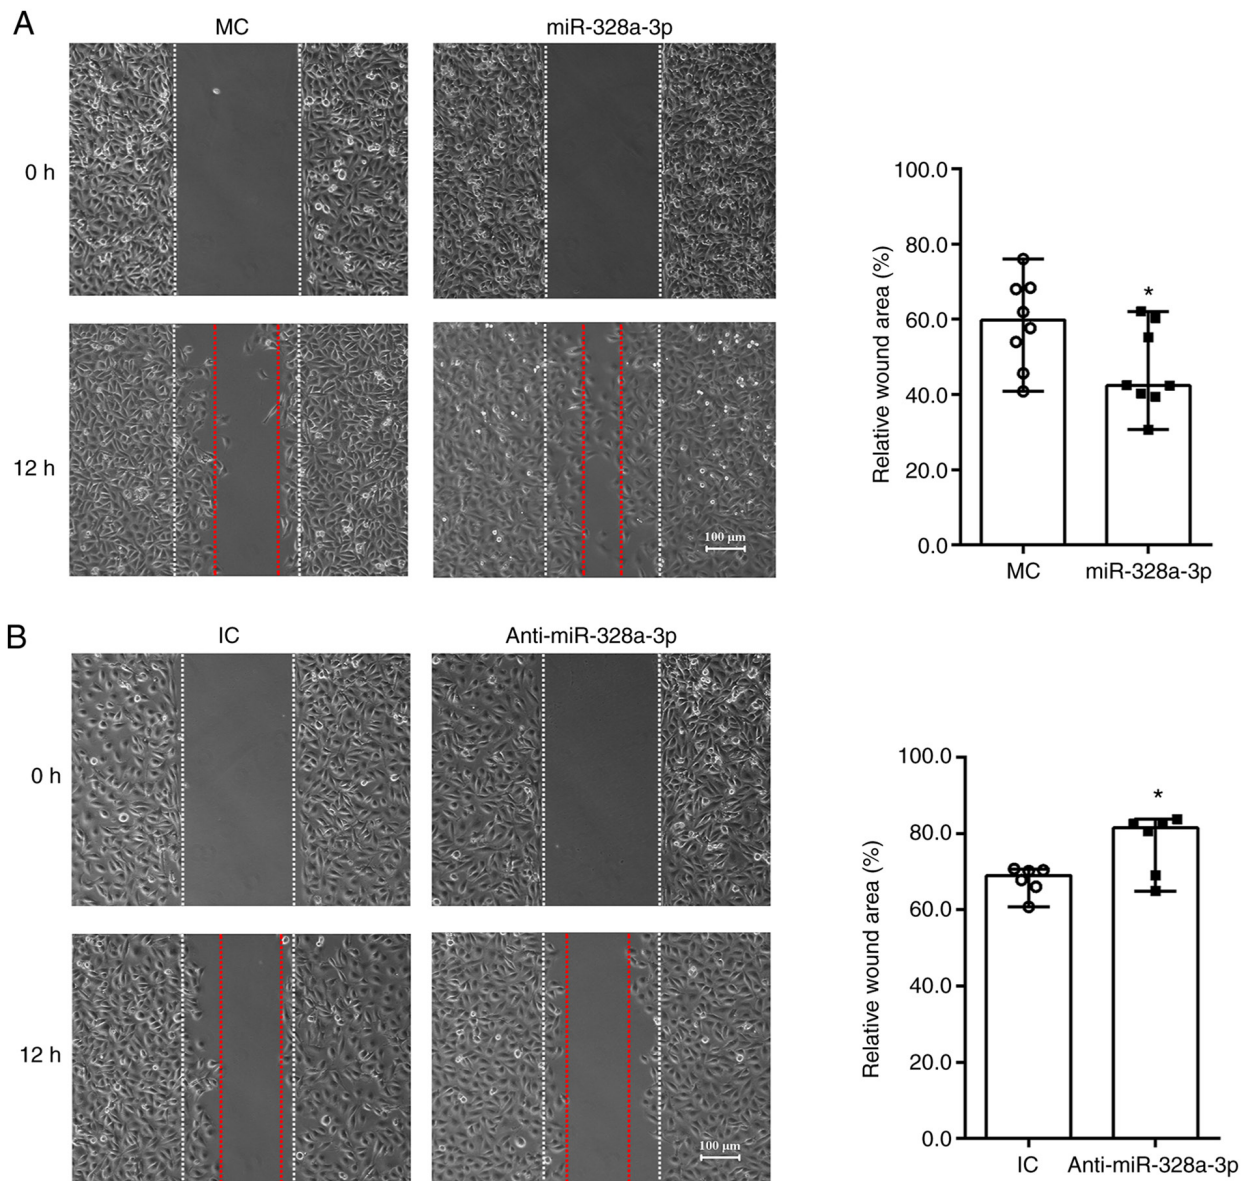 A
MC
miR-328a-3p
0 h
12 h
100 µm
100.0
80.0
60.0
40.0
20.0
0.0
Relative wound area (%)
*
MC
miR-328a-3p
B
IC
Anti-miR-328a-3p
0 h
12 h
100 µm
100.0
80.0
60.0
40.0
20.0
0.0
Relative wound area (%)
*
IC
Anti-miR-328a-3p